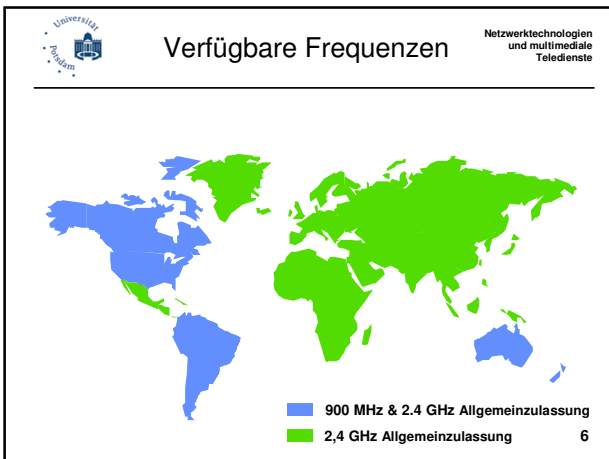 Universität
Potsdam
Verfügbare Frequenzen
Netzwerktechnologien
und multimediale
Teledienste
900 MHz & 2.4 GHz Allgemeinzulassung
2,4 GHz Allgemeinzulassung
6